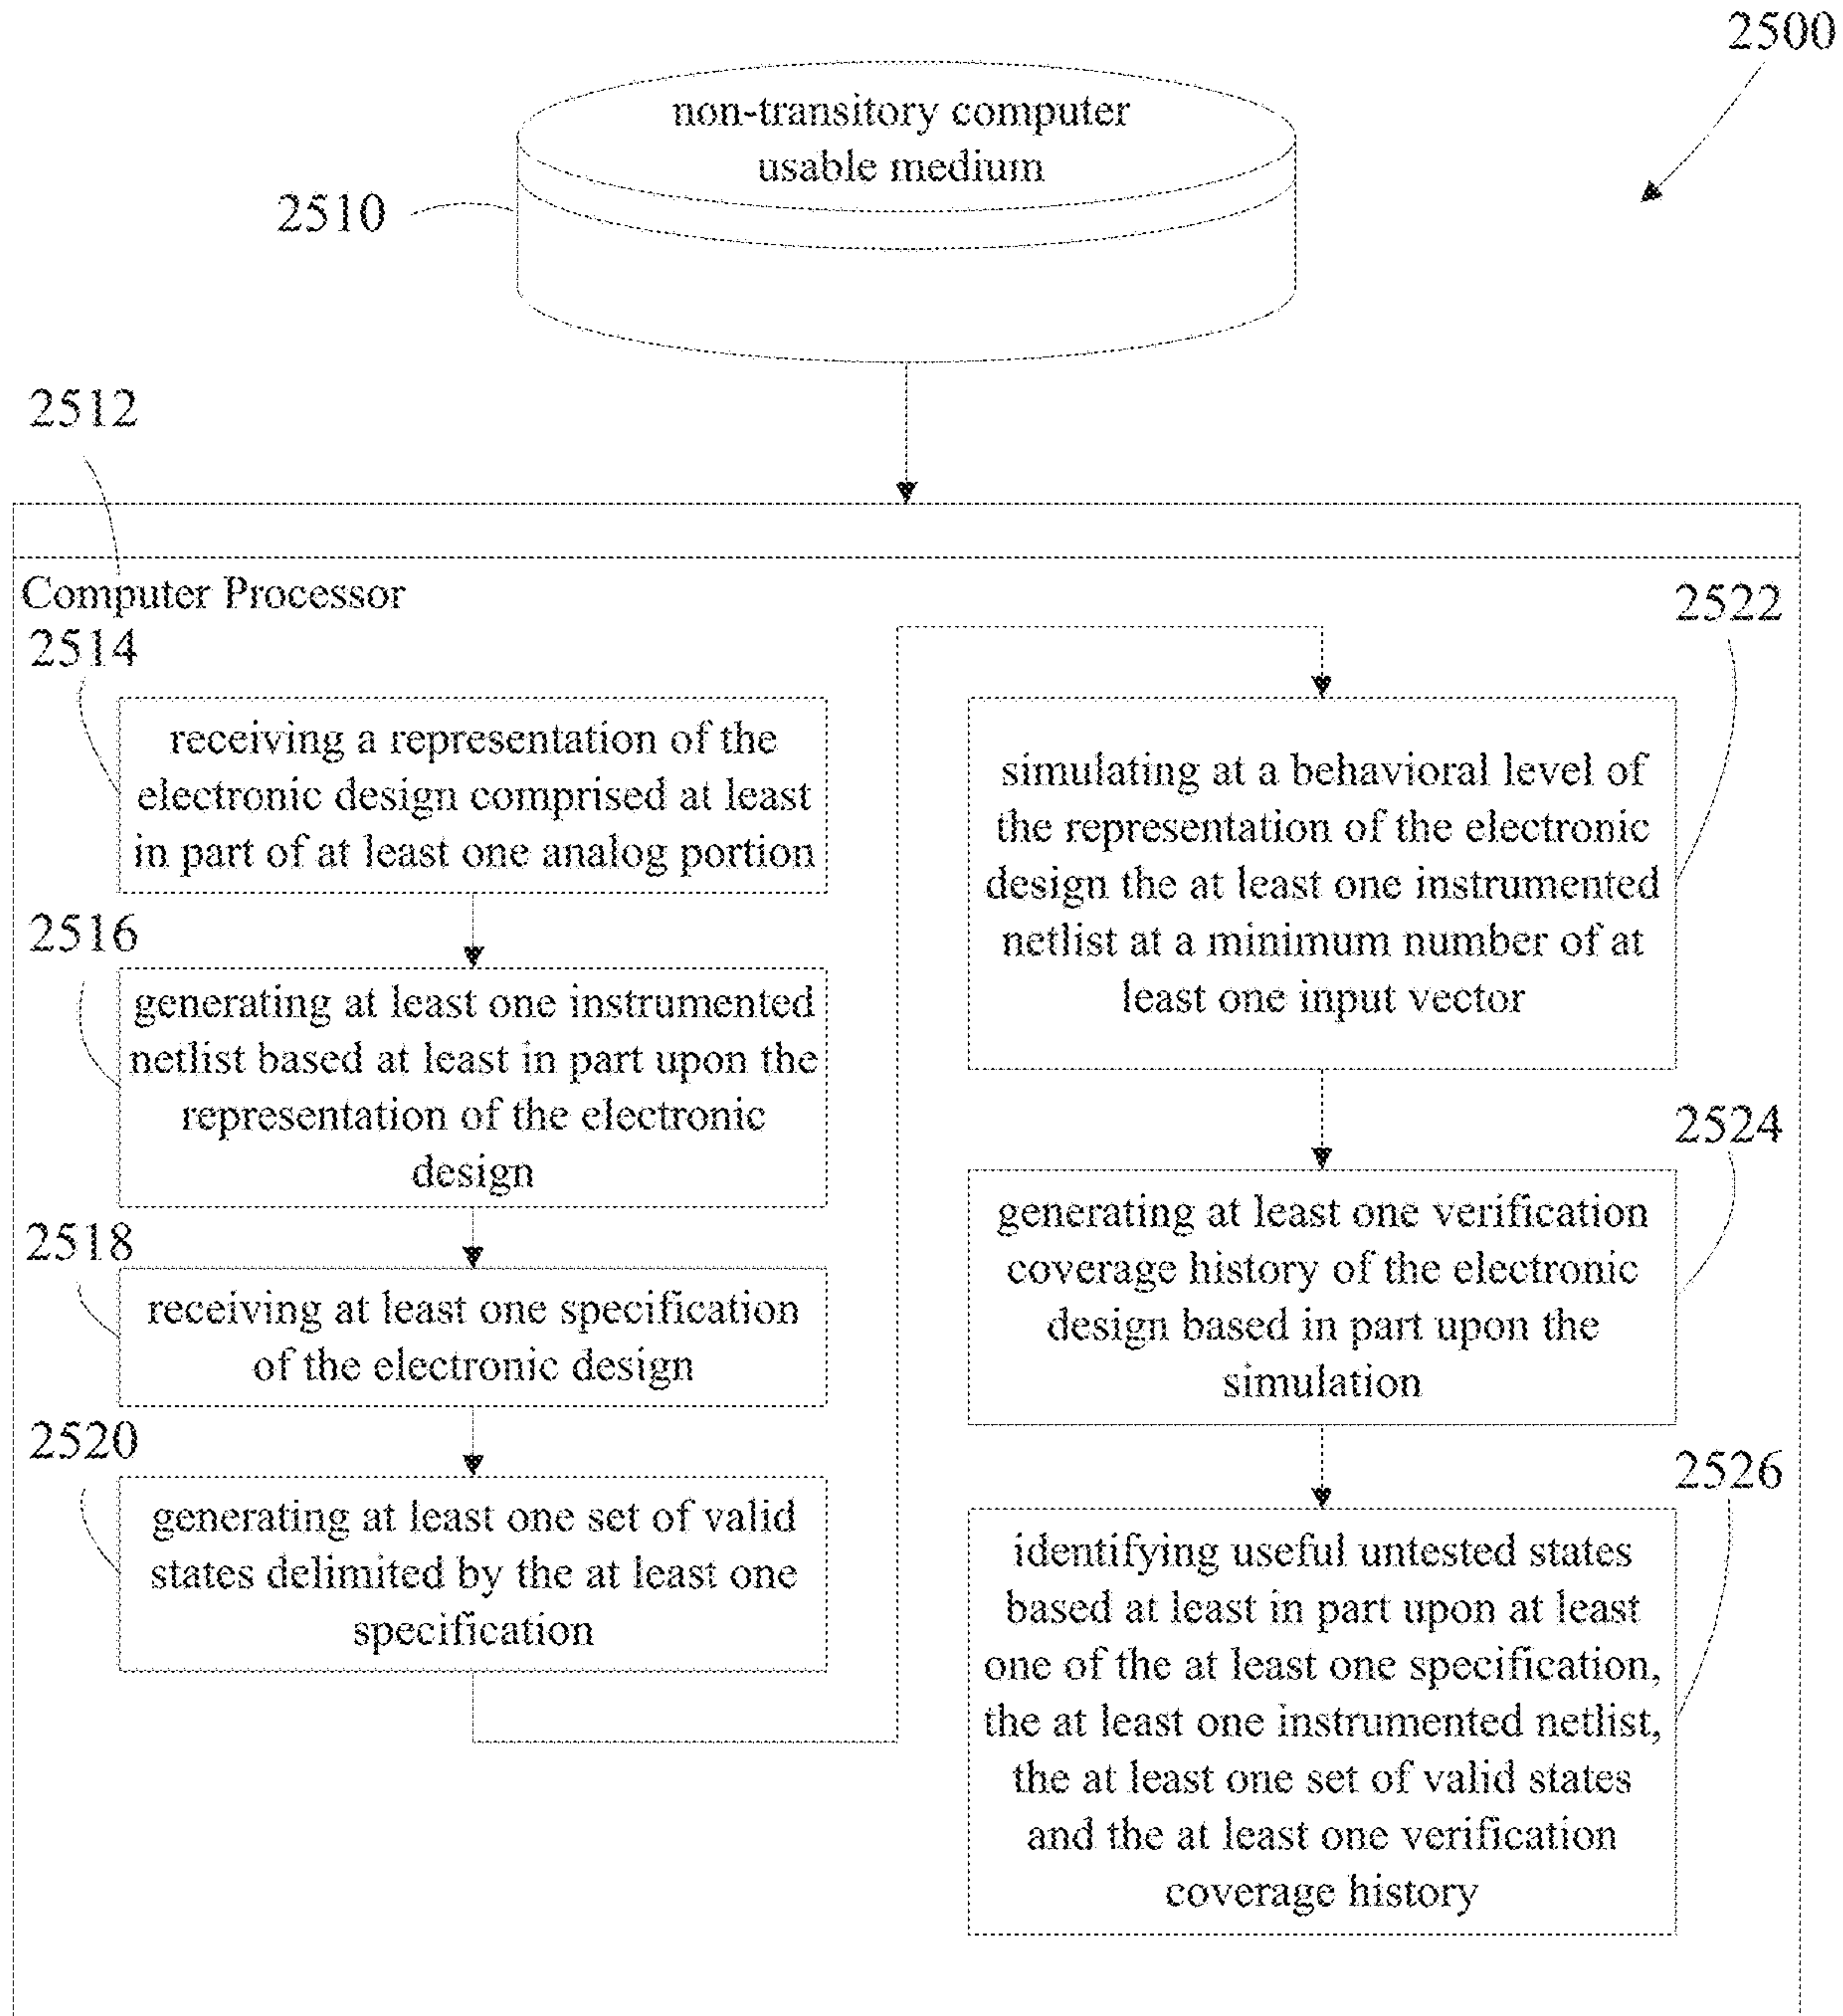 2500
non-transitory computer
usable medium
2510
2512
Computer Processor
2514
receiving a representation of the
electronic design comprised at least
in part of at least one analog portion
2516
generating at least one instrumented
netlist based at least in part upon the
representation of the electronic
design
2518
receiving at least one specification
of the electronic design
2520
generating at least one set of valid
states delimited by the at least one
specification
2522
simulating at a behavioral level of
the representation of the electronic
design the at least one instrumented
netlist at a minimum number of at
least one input vector
2524
generating at least one verification
coverage history of the electronic
design based in part upon the
simulation
2526
identifying useful untested states
based at least in part upon at least
one of the at least one specification,
the at least one instrumented netlist,
the at least one set of valid states
and the at least one verification
coverage history